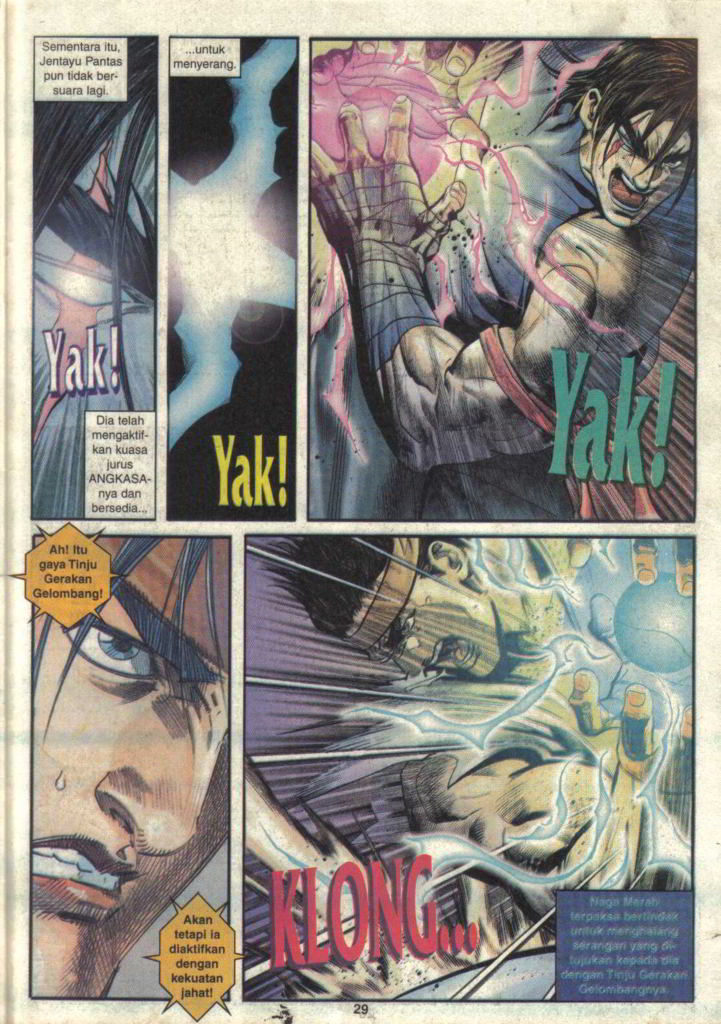 Sementara itu,
Jentayu Pantas
pun tidak ber-
suara lagi.
Yak!
Dia telah
mengaktif-
kan kuasa
jurus
ANGKASA-
nya dan
bersedia...
...untuk
menyerang.
Yak!
Yak!
Ah! Itu
gaya Tinju
Gerakan
Gelombang!
Akan
tetapi ia
diaktifkan
dengan
kekuatan
jahat!
KLONG...
Naga Merah
terpaksa bertindak
untuk menghalang
serangan yang di-
tujukan kepada dia
dengan Tinju Gerakan
Gelombangnya.
29